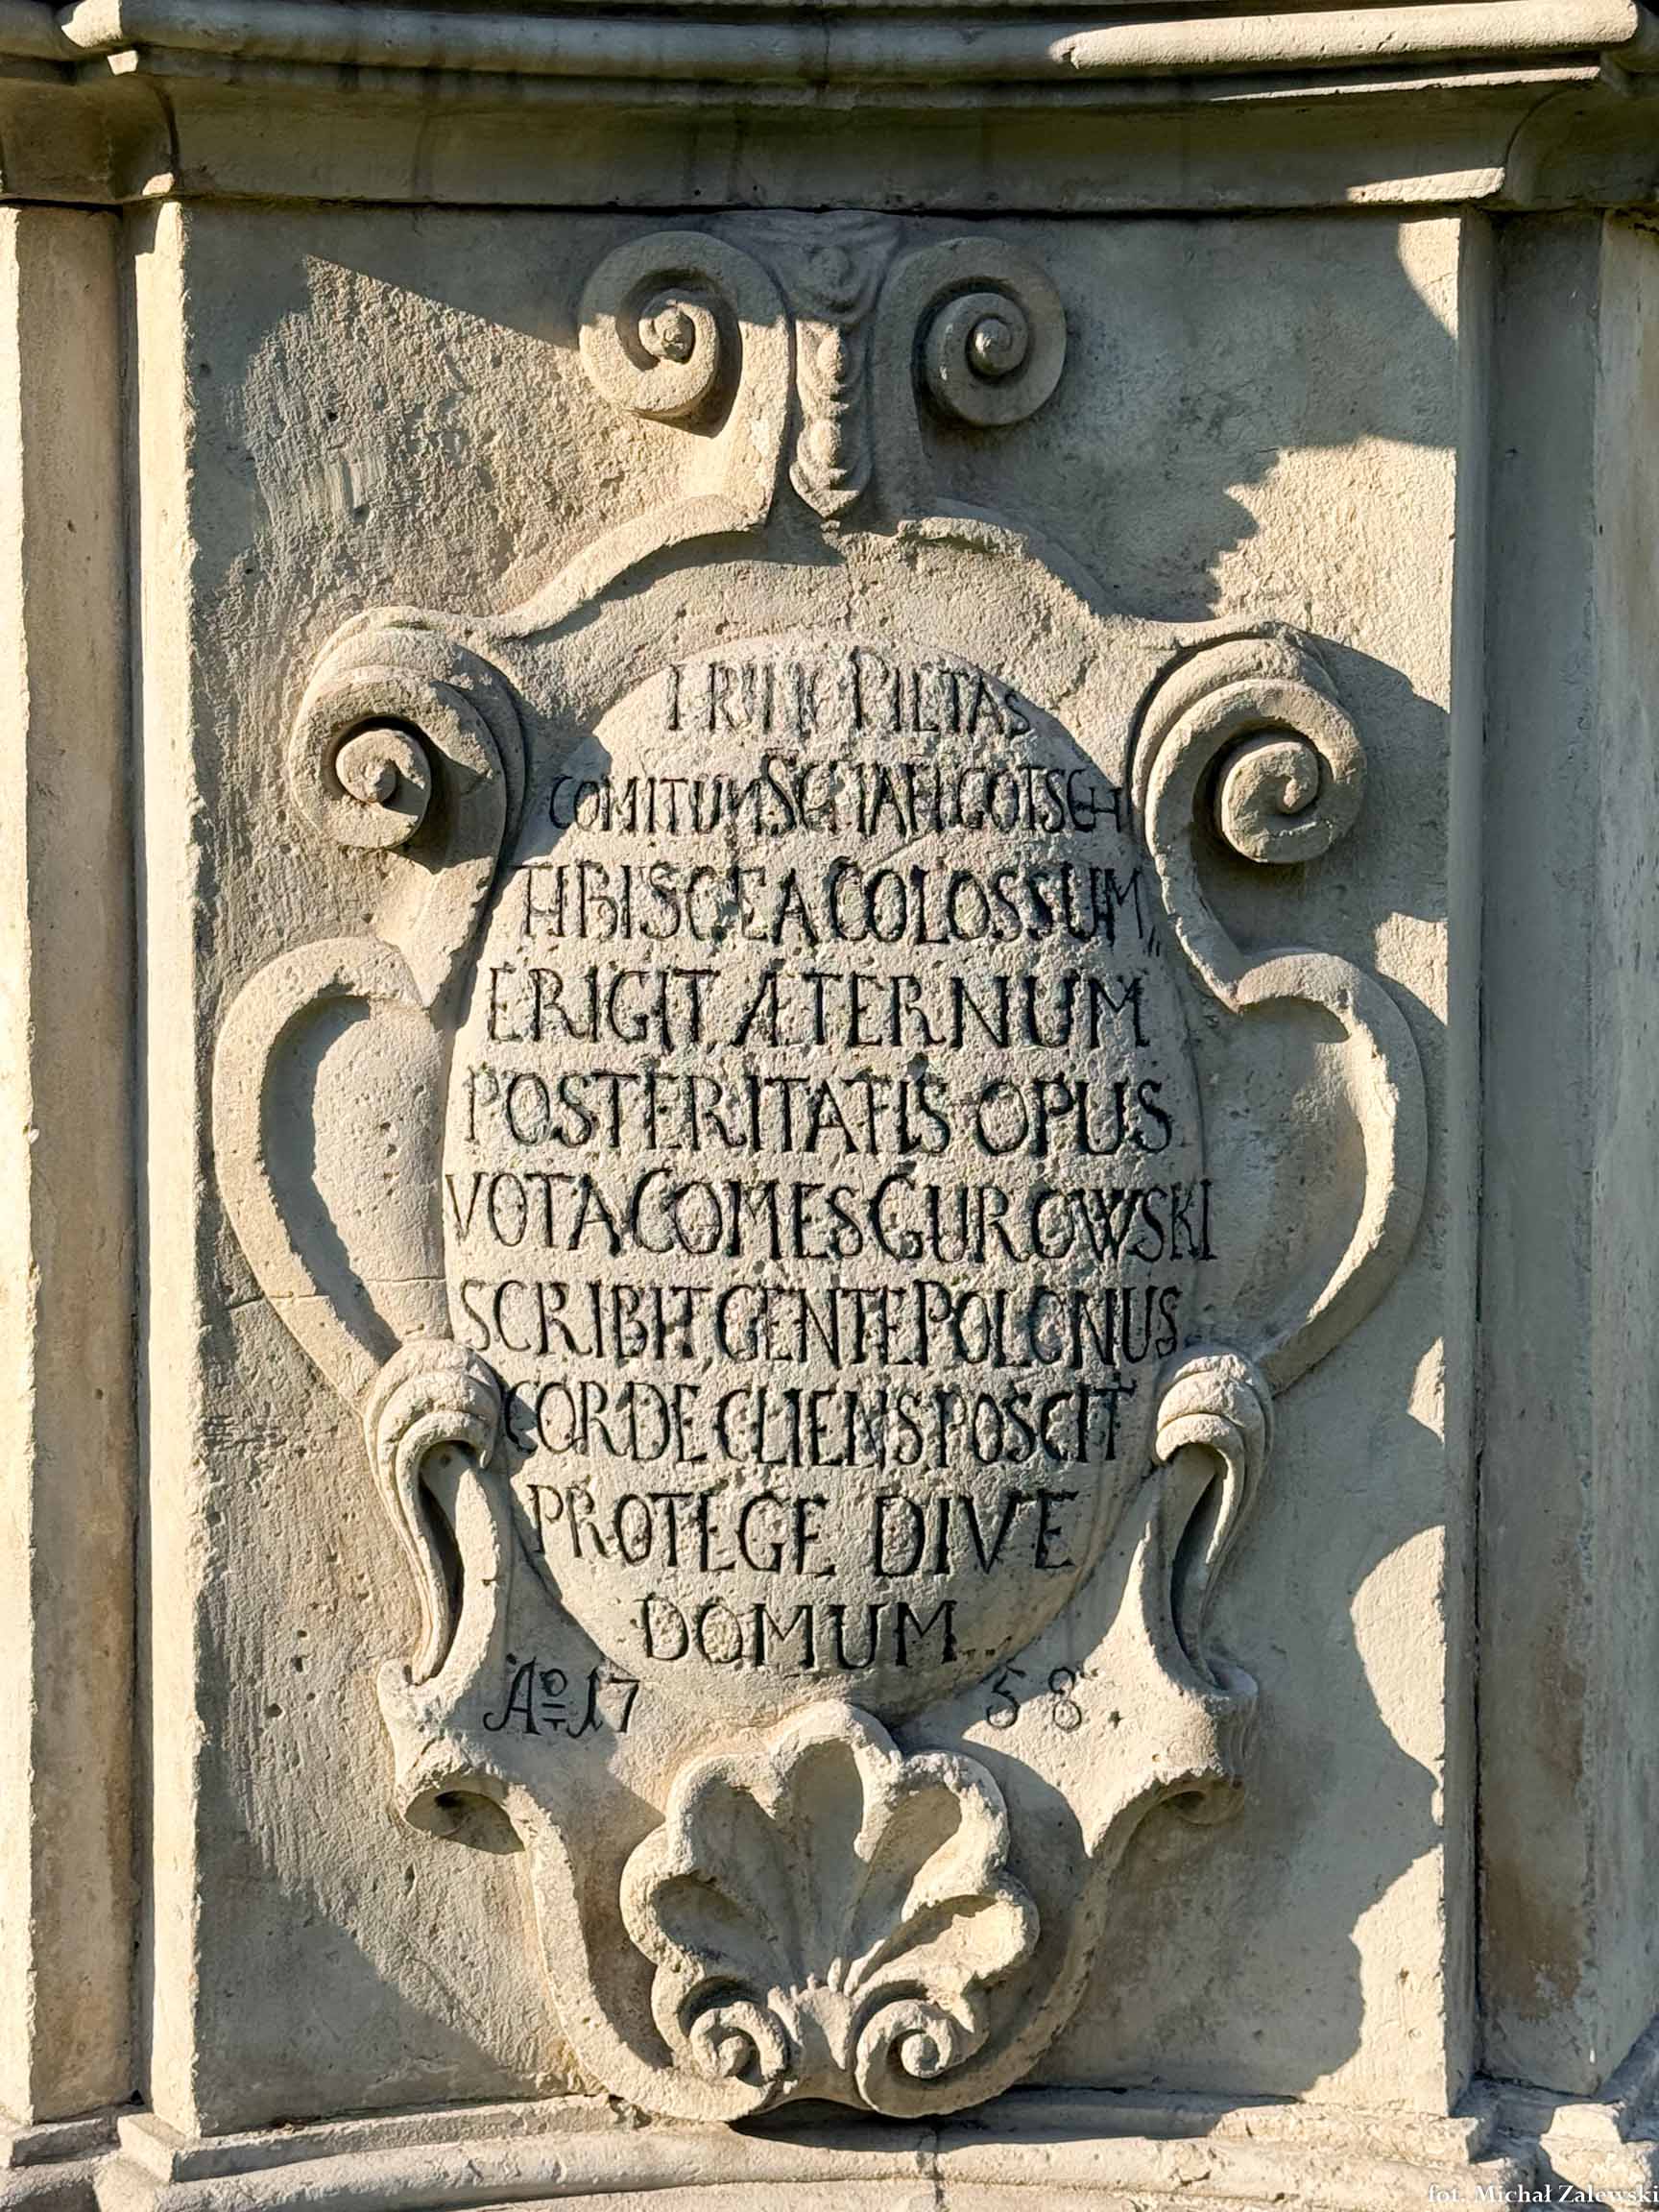 PIETAS
COMITUM SCHAFFGOTSCH
TIBISCEA COLOSSUM,,
ERIGIT, ÆTERNUM
POSTERITATIS OPUS
VOTA COMES GUROWSKI
SCRIBIT, GENTE POLONUS
CORDE CLIENS POSCIT
PROTEGE DIVE
DOMUM
Aº 17 58
fot. Michał Zalewski